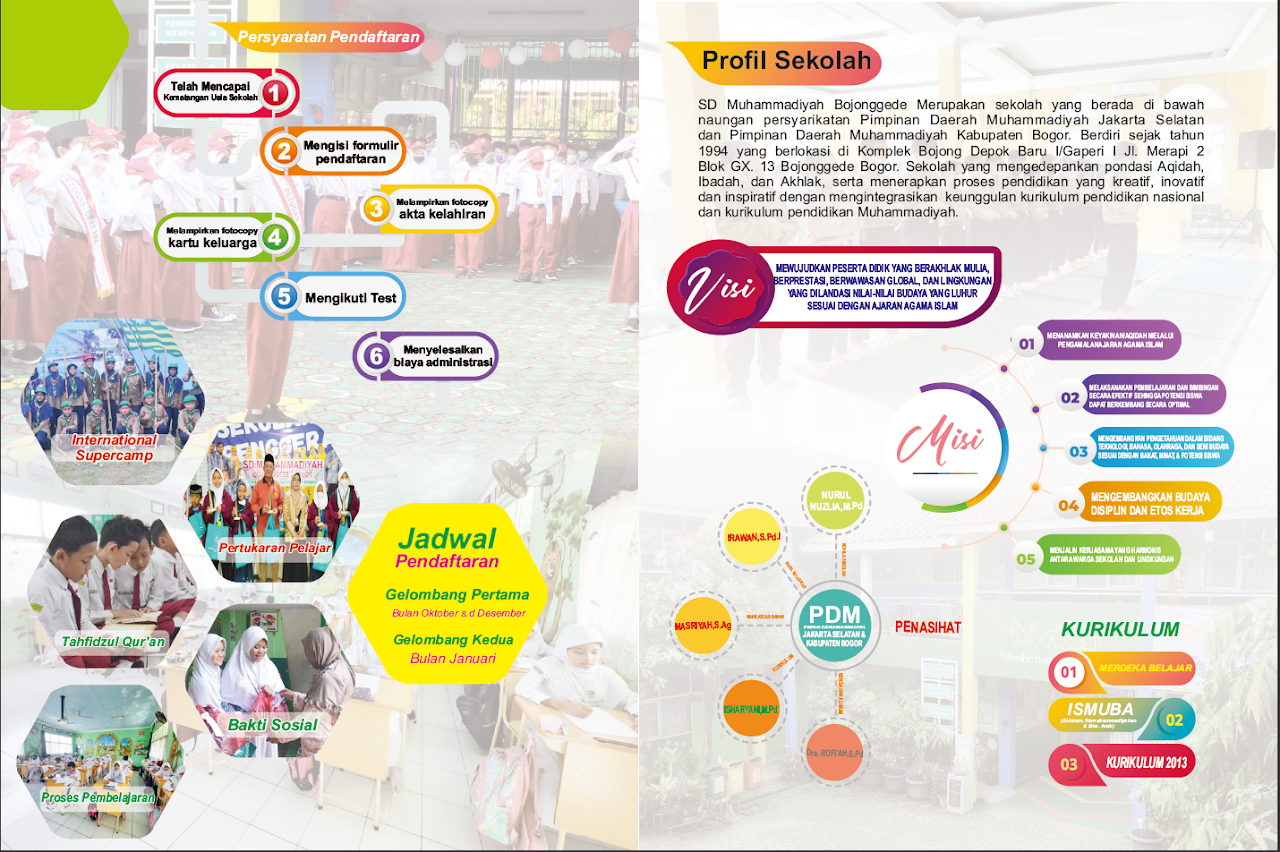 Persyaratan Pendaftaran
Telah Mencapai
Kematangan Usia Sekolah
1
2
Mengisi formulir
pendaftaran
3
Melampirkan fotocopy
akta kelahiran
Melampirkan fotocopy
kartu keluarga
4
5
Mengikuti Test
6
Menyelesaikan
biaya administrasi
International
Supercamp
SD MUHAMMADIYAH
Pertukaran Pelajar
Tahfidzul Qur'an
Bakti Sosial
Proses Pembelajaran
Jadwal
Pendaftaran
Gelombang Pertama
Bulan Oktober s.d Desember
Gelombang Kedua
Bulan Januari
Profil Sekolah
SD Muhammadiyah Bojonggede Merupakan sekolah yang berada di bawah
naungan persyarikatan Pimpinan Daerah Muhammadiyah Jakarta Selatan
dan Pimpinan Daerah Muhammadiyah Kabupaten Bogor. Berdiri sejak tahun
1994 yang berlokasi di Komplek Bojong Depok Baru I/Gaperi I Jl. Merapi 2
Blok GX. 13 Bojonggede Bogor. Sekolah yang mengedepankan pondasi Aqidah,
Ibadah, dan Akhlak, serta menerapkan proses pendidikan yang kreatif, inovatif
dan inspiratif dengan mengintegrasikan keunggulan kurikulum pendidikan nasional
dan kurikulum pendidikan Muhammadiyah.
Visi
MEWUJUDKAN PESERTA DIDIK YANG BERAKHLAK MULIA,
BERPRESTASI, BERWAWASAN GLOBAL, DAN LINGKUNGAN
YANG DILANDASI NILAI-NILAI BUDAYA YANG LUHUR
SESUAI DENGAN AJARAN AGAMA ISLAM
Misi
01
MENANAMKAN KEYAKINAN/AQIDAH MELALUI
PENGAMALAN AJARAN AGAMA ISLAM
02
MELAKSANAKAN PEMBELAJARAN DAN BIMBINGAN
SECARA EFEKTIF SEHINGGA POTENSI SISWA
DAPAT BERKEMBANG SECARA OPTIMAL
03
MENGEMBANGKAN PENGETAHUAN DALAM BIDANG
TEKNOLOGI, BAHASA, OLAHRAGA, DAN SENI BUDAYA
SESUAI DENGAN BAKAT, MINAT, & POTENSI SISWA
04
MENGEMBANGKAN BUDAYA
DISIPLIN DAN ETOS KERJA
05
MENJALIN KERJASAMA YANG HARMONIS
ANTARA WARGA SEKOLAH DAN LINGKUNGAN
NURUL
NUZLIA,M.Pd
IRAWAN,S.Pd.I
MASRIYAH,S.Ag
ISHARYANI,M.Pd
Dra. ROFI'AH,S.Pd
PDM
JAKARTA SELATAN &
KABUPATEN BOGOR
PENASIHAT
KURIKULUM
01
MERDEKA BELAJAR
ISMUBA
02
03
KURIKULUM 2013